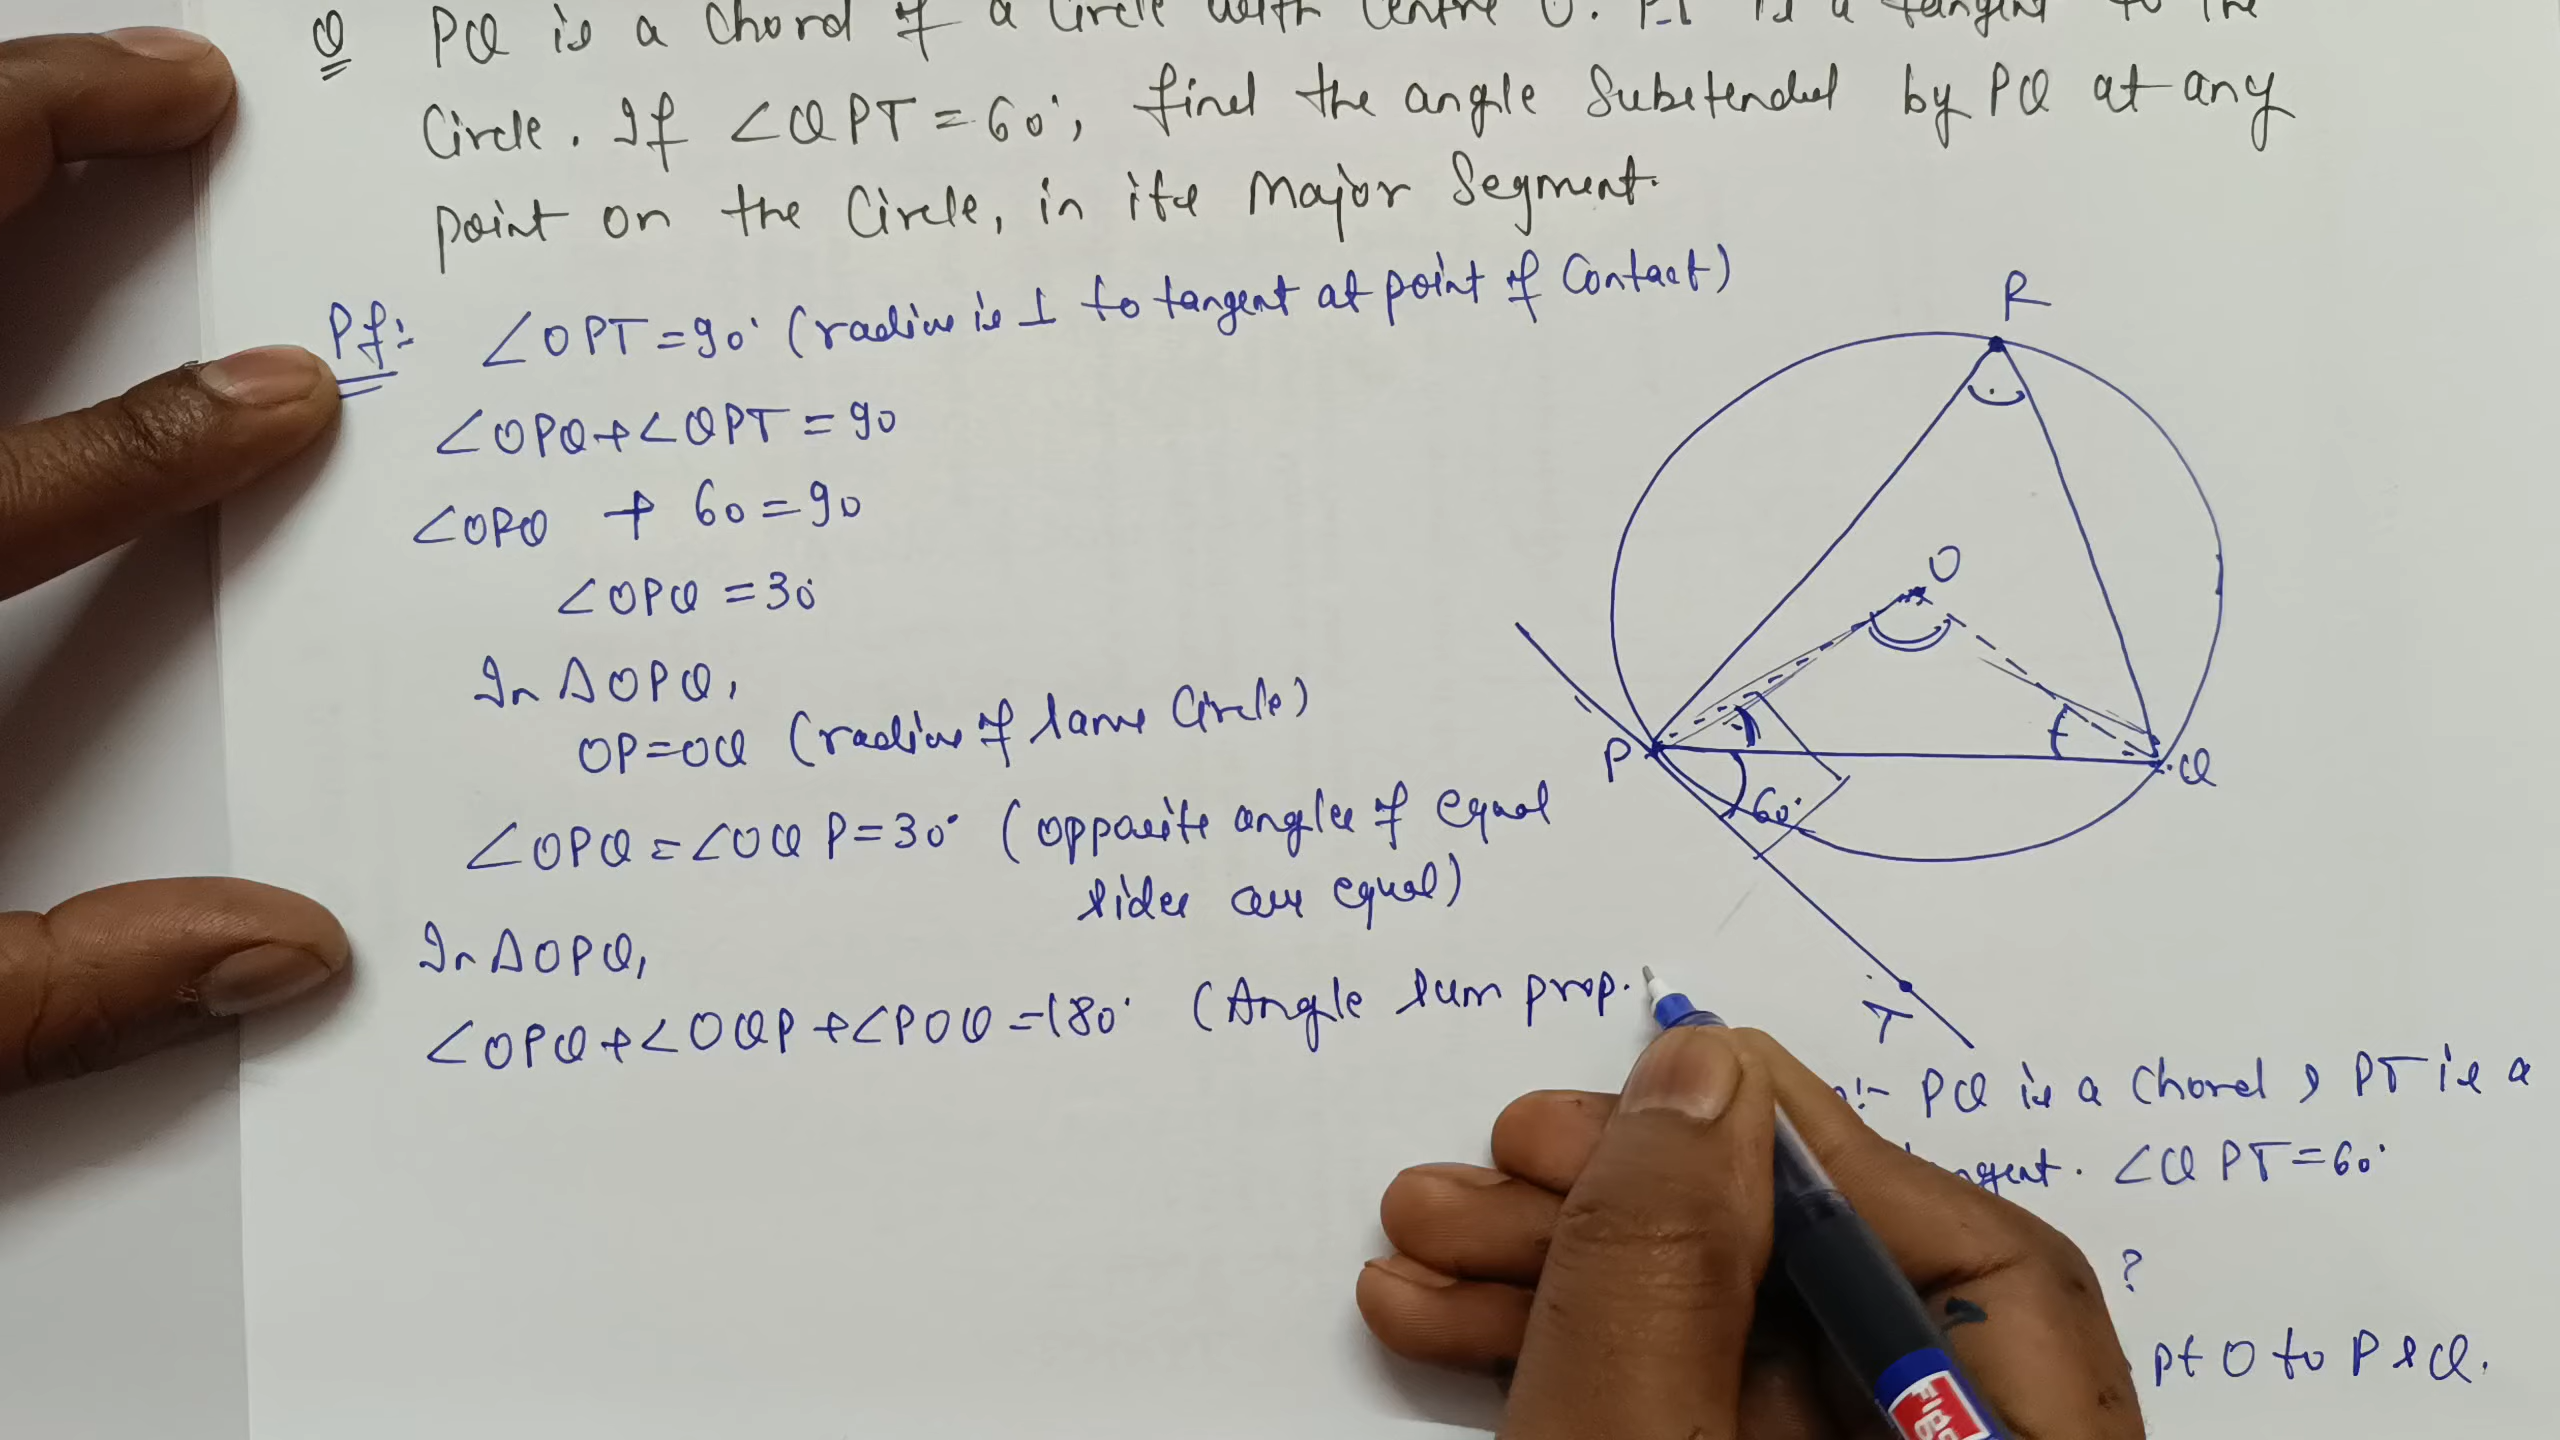 Q PQ is a Chord of a Circle with Centre O. PT is a tangent to the
Circle. If ∠QPT = 60°, find the angle Substended by PQ at any
point on the Circle, in its Major Segment.
Pf:- ∠OPT = 90° (radius is ⊥ to tangent at point of Contact)
∠OPQ + ∠QPT = 90
∠OPQ + 60 = 90
∠OPQ = 30°
In △OPQ,
OP = OQ (radius of same Circle)
∠OPQ = ∠OQP = 30° (opposite angles of equal
sides are equal)
In △OPQ,
∠OPQ + ∠OQP + ∠POQ = 180° (Angle sum prop.
R
O
P
Q
60°
T
:- PQ is a Chord, PT is a
tangent. ∠QPT = 60°
?
pt O to P & Q.